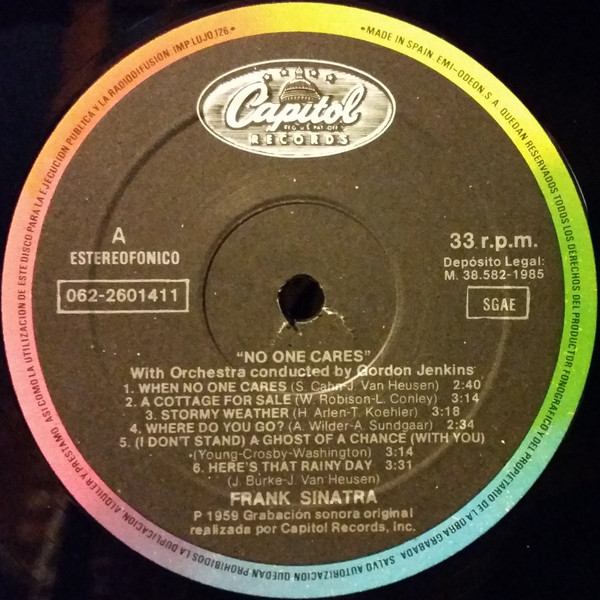 • MADE IN SPAIN EMI-ODEON S. A. QUEDAN RESERVADOS TODOS LOS DERECHOS DEL PRODUCTOR FONOGRAFICO Y DEL PROPIETARIO DE LA OBRA GRABADA. SALVO AUTORIZACION QUEDAN PROHIBIDOS LA DUPLICACION, ALQUILER Y PRESTAMO, ASI COMO LA UTILIZACION DE ESTE DISCO PARA LA EJECUCION PUBLICA Y LA RADIODIFUSION IMP-LUJO, 126 •
Capitol
RECORDS
A
ESTEREOFONICO
062-2601411
33 r.p.m.
Depósito Legal:
M. 38.582-1985
SGAE
"NO ONE CARES"
With Orchestra conducted by Gordon Jenkins
1. WHEN NO ONE CARES (S. Cahn-J. Van Heusen) 2:40
2. A COTTAGE FOR SALE (W. Robison-L. Conley) 3:14
3. STORMY WEATHER (H. Arlen-T. Koehler) 3:18
4. WHERE DO YOU GO? (A. Wilder-A. Sundgaar) 2:34
5. (I DON'T STAND) A GHOST OF A CHANCE (WITH YOU)
(Young-Crosby-Washington) 3:14
6. HERE'S THAT RAINY DAY 3:31
(J. Burke-J. Van Heusen)
FRANK SINATRA
P 1959 Grabación sonora original
realizada por Capitol Records, Inc.